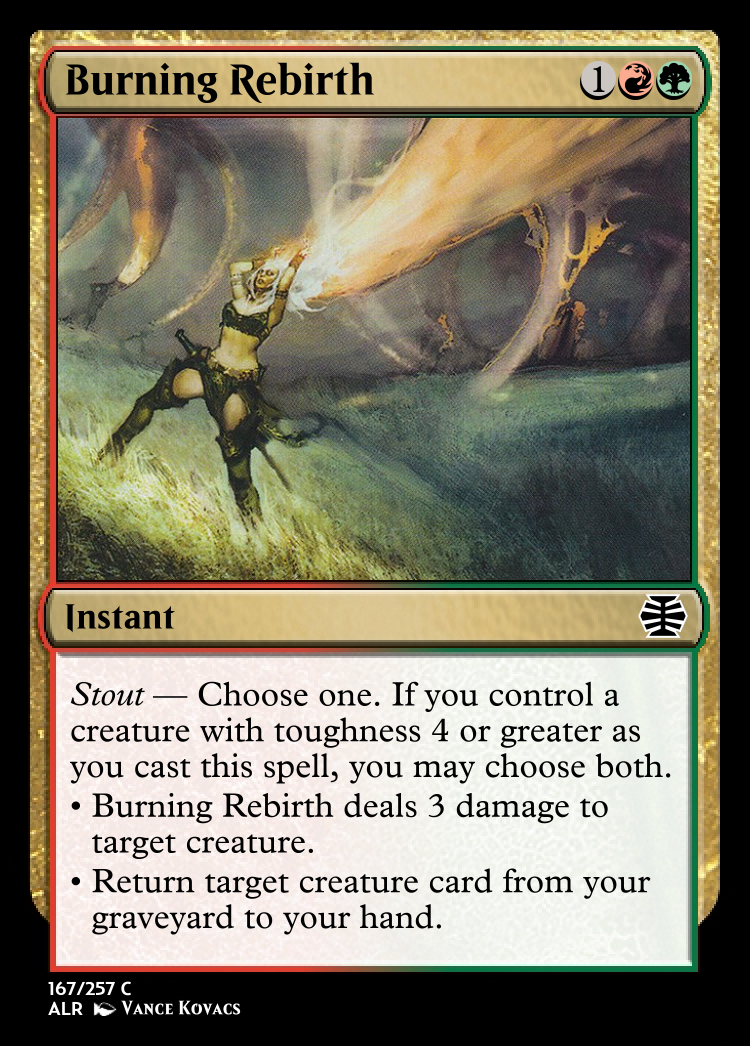 Burning Rebirth 1
Instant
Stout — Choose one. If you control a
creature with toughness 4 or greater as
you cast this spell, you may choose both.
• Burning Rebirth deals 3 damage to
target creature.
• Return target creature card from your
graveyard to your hand.
167/257 C
ALR Vance Kovacs